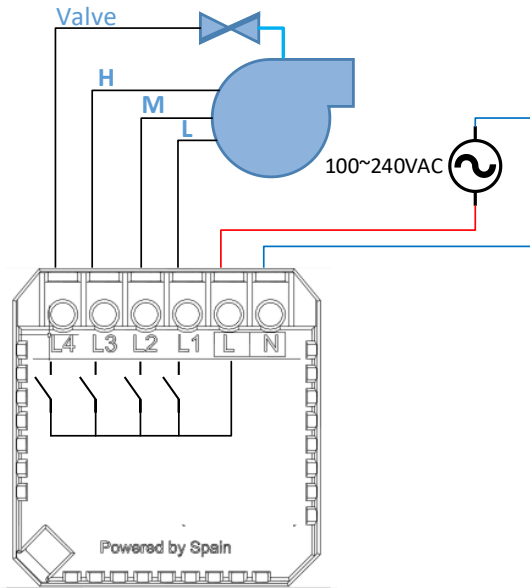 Valve
H
M
L
100~240VAC
L4 L3 L2 L1 L N
Powered by Spain